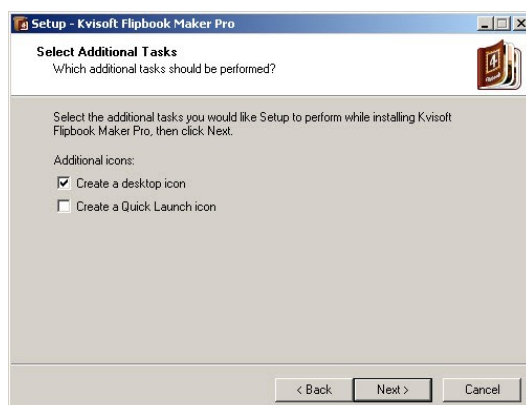 Setup - Kvisoft Flipbook Maker Pro
Select Additional Tasks
Which additional tasks should be performed?
4
Select the additional tasks you would like Setup to perform while installing Kvisoft
Flipbook Maker Pro, then click Next.
Additional icons:
Create a desktop icon
Create a Quick Launch icon
< Back
Next >
Cancel